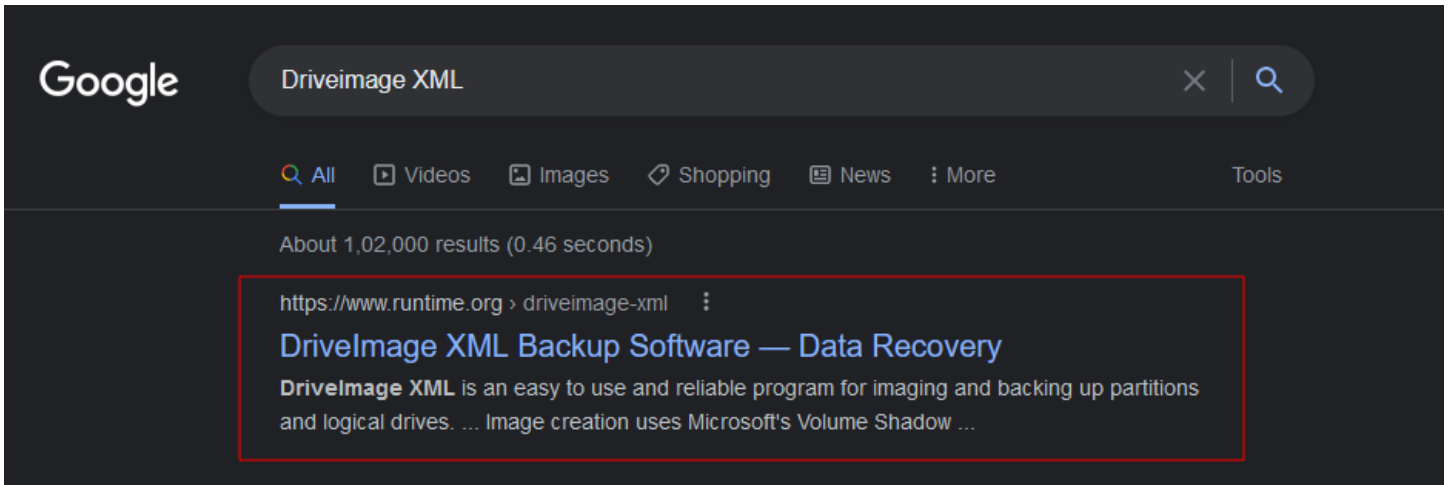 Google
Driveimage XML
All Videos Images Shopping News More Tools
About 1,02,000 results (0.46 seconds)
https://www.runtime.org › driveimage-xml
DriveImage XML Backup Software — Data Recovery
DriveImage XML is an easy to use and reliable program for imaging and backing up partitions
and logical drives. ... Image creation uses Microsoft's Volume Shadow ...